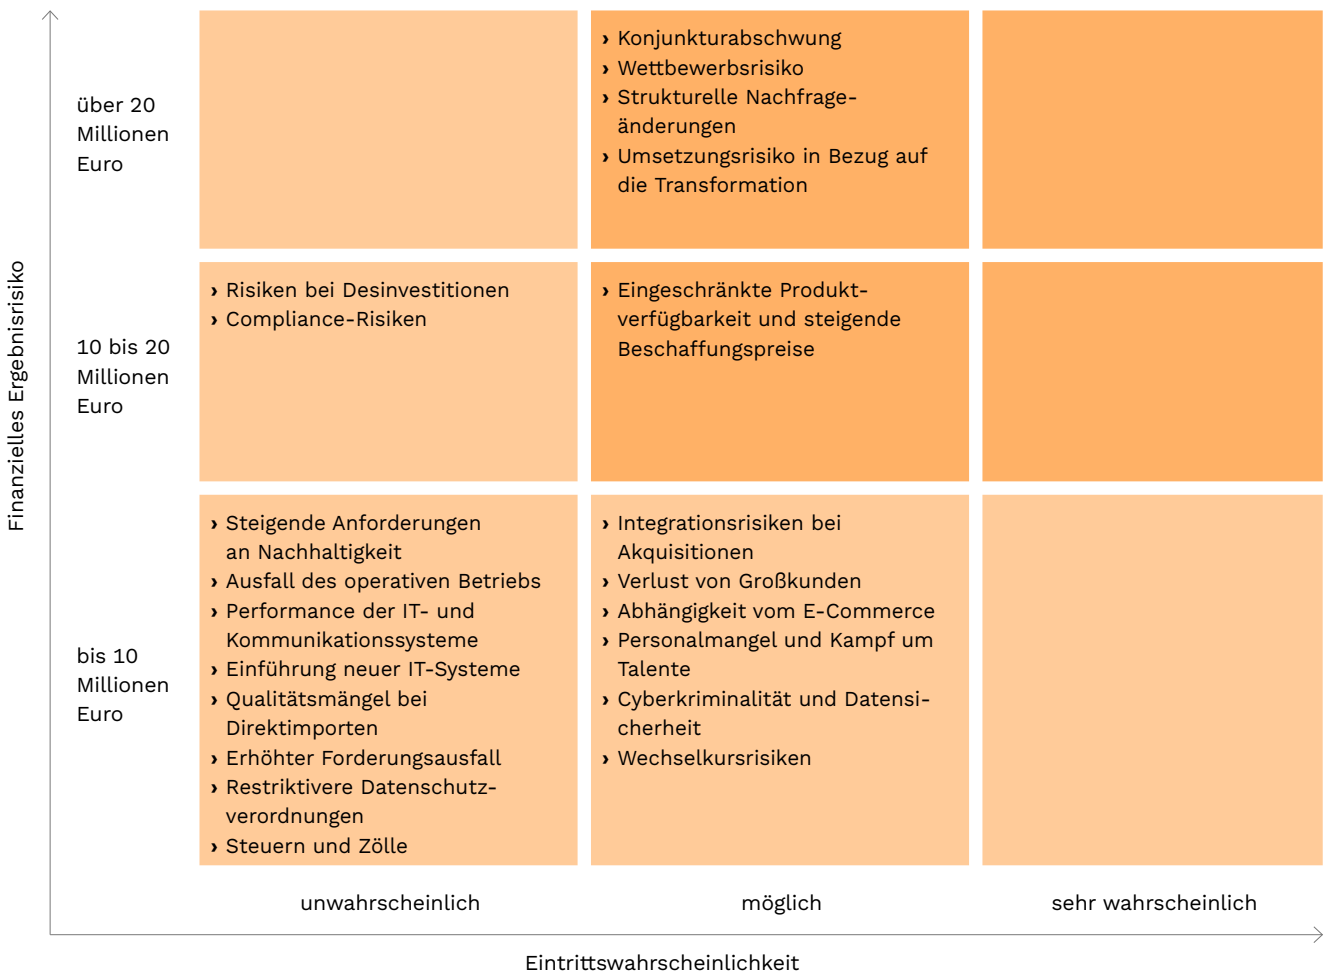 Finanzielles Ergebnisrisiko
über 20
Millionen
Euro
› Konjunkturabschwung
› Wettbewerbsrisiko
› Strukturelle Nachfrage-
änderungen
› Umsetzungsrisiko in Bezug auf
die Transformation
10 bis 20
Millionen
Euro
› Risiken bei Desinvestitionen
› Compliance-Risiken
› Eingeschränkte Produkt-
verfügbarkeit und steigende
Beschaffungspreise
bis 10
Millionen
Euro
› Steigende Anforderungen
an Nachhaltigkeit
› Ausfall des operativen Betriebs
› Performance der IT- und
Kommunikationssysteme
› Einführung neuer IT-Systeme
› Qualitätsmängel bei
Direktimporten
› Erhöhter Forderungsausfall
› Restriktivere Datenschutz-
verordnungen
› Steuern und Zölle
› Integrationsrisiken bei
Akquisitionen
› Verlust von Großkunden
› Abhängigkeit vom E-Commerce
› Personalmangel und Kampf um
Talente
› Cyberkriminalität und Datensi-
cherheit
› Wechselkursrisiken
unwahrscheinlich
möglich
sehr wahrscheinlich
Eintrittswahrscheinlichkeit